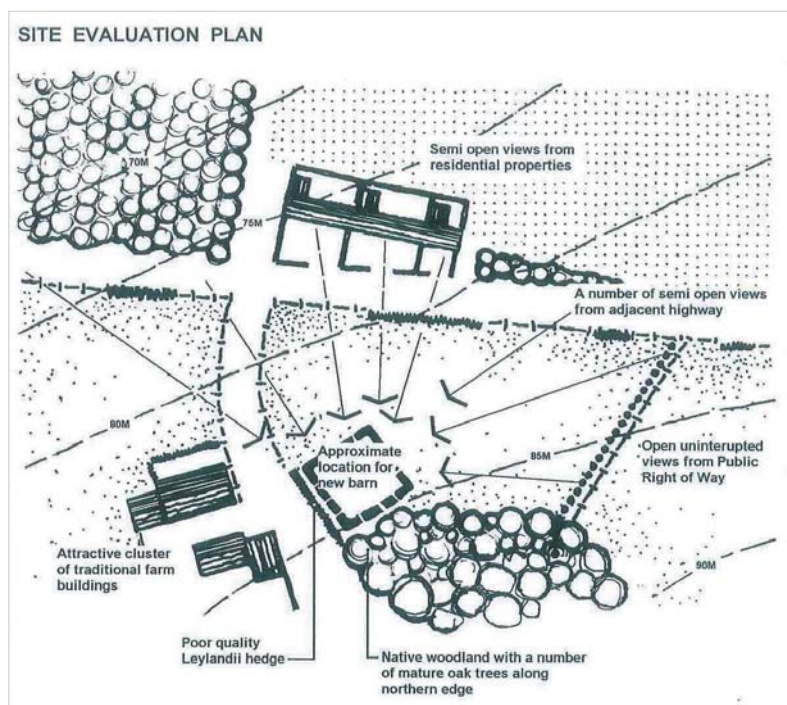 SITE EVALUATION PLAN
70M
Semi open views from
residential properties
75M
A number of semi open views
from adjacent highway
80M
Approximate
location for
new barn
85M
Open uninterupted
views from Public
Right of Way
Attractive cluster
of traditional farm
buildings
90M
Poor quality
Leylandii hedge
Native woodland with a number
of mature oak trees along
northern edge